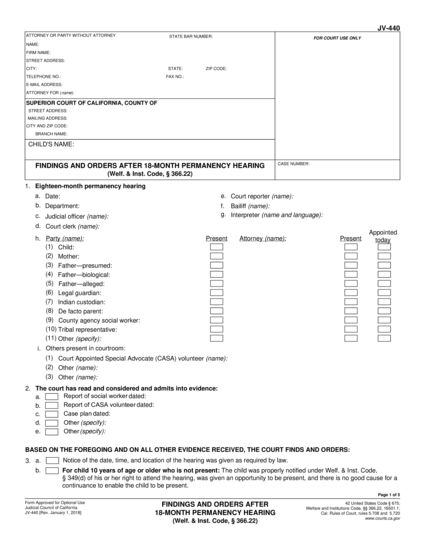 JV-440
ATTORNEY OR PARTY WITHOUT ATTORNEY STATE BAR NUMBER:
NAME:
FIRM NAME:
STREET ADDRESS:
CITY: STATE: ZIP CODE:
TELEPHONE NO.: FAX NO.:
E-MAIL ADDRESS:
ATTORNEY FOR (name):
FOR COURT USE ONLY
SUPERIOR COURT OF CALIFORNIA, COUNTY OF
STREET ADDRESS:
MAILING ADDRESS:
CITY AND ZIP CODE:
BRANCH NAME:
CHILD'S NAME:
FINDINGS AND ORDERS AFTER 18-MONTH PERMANENCY HEARING
(Welf. & Inst. Code, § 366.22)
CASE NUMBER:
1. Eighteen-month permanency hearing
a. Date:
b. Department:
c. Judicial officer (name):
d. Court clerk (name):
e. Court reporter (name):
f. Bailiff (name):
g. Interpreter (name and language):
h. Party (name): Present Attorney (name): Present Appointed today
(1) Child:
(2) Mother:
(3) Father—presumed:
(4) Father—biological:
(5) Father—alleged:
(6) Legal guardian:
(7) Indian custodian:
(8) De facto parent:
(9) County agency social worker:
(10) Tribal representative:
(11) Other (specify):
i. Others present in courtroom:
(1) Court Appointed Special Advocate (CASA) volunteer (name):
(2) Other (name):
(3) Other (name):
2. The court has read and considered and admits into evidence:
a. Report of social worker dated:
b. Report of CASA volunteer dated:
c. Case plan dated:
d. Other (specify):
e. Other (specify):
BASED ON THE FOREGOING AND ON ALL OTHER EVIDENCE RECEIVED, THE COURT FINDS AND ORDERS:
3. a. Notice of the date, time, and location of the hearing was given as required by law.
b. For child 10 years of age or older who is not present: The child was properly notified under Welf. & Inst. Code,
§ 349(d) of his or her right to attend the hearing, was given an opportunity to be present, and there is no good cause for a
continuance to enable the child to be present.
Page 1 of 3
Form Approved for Optional Use
Judicial Council of California
JV-440 [Rev. January 1, 2018]
FINDINGS AND ORDERS AFTER
18-MONTH PERMANENCY HEARING
(Welf. & Inst. Code, § 366.22)
42 United States Code § 675;
Welfare and Institutions Code, §§ 366.22, 16501.1;
Cal. Rules of Court, rules 5.708 and 5.720
www.courts.ca.gov